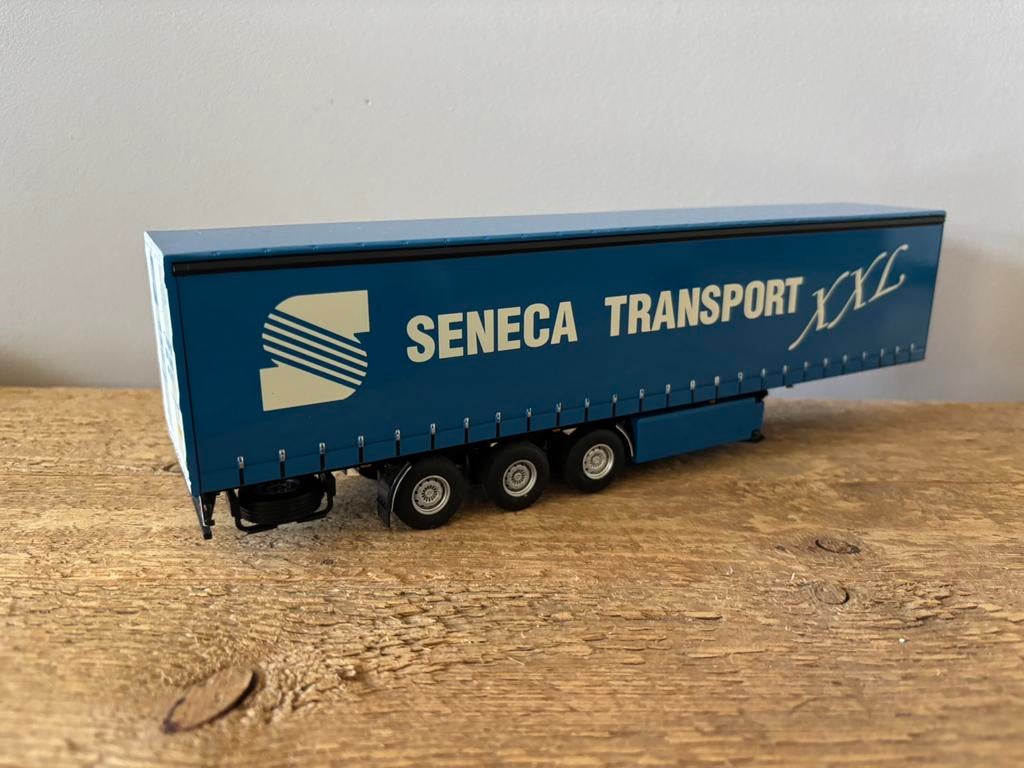 SENECA TRANSPORT XXL